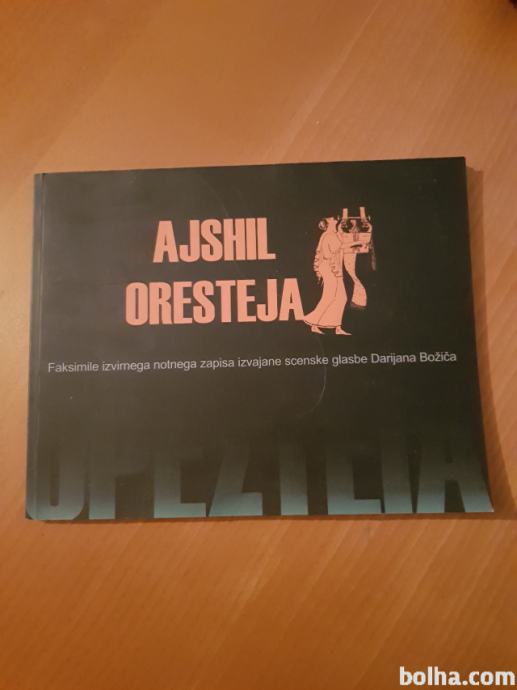 AJSHIL
ORESTEJA
Faksimile izvirnega notnega zapisa izvajane scenske glasbe Darijana Božiča
ΟΡΕΣΤΕΙΑ
bolha.com